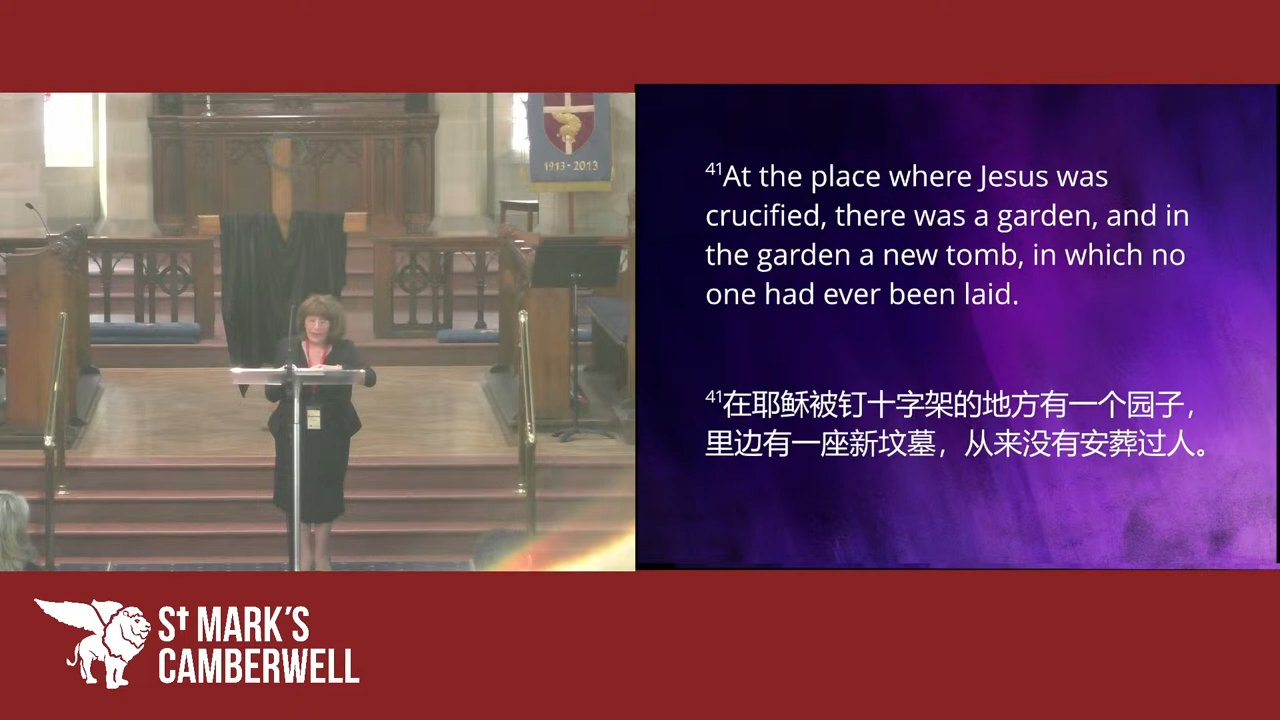 1913-2013
⁴¹At the place where Jesus was
crucified, there was a garden, and in
the garden a new tomb, in which no
one had ever been laid.
⁴¹在耶稣被钉十字架的地方有一个园子，
里边有一座新坟墓，从来没有安葬过人。
S† MARK'S
CAMBERWELL